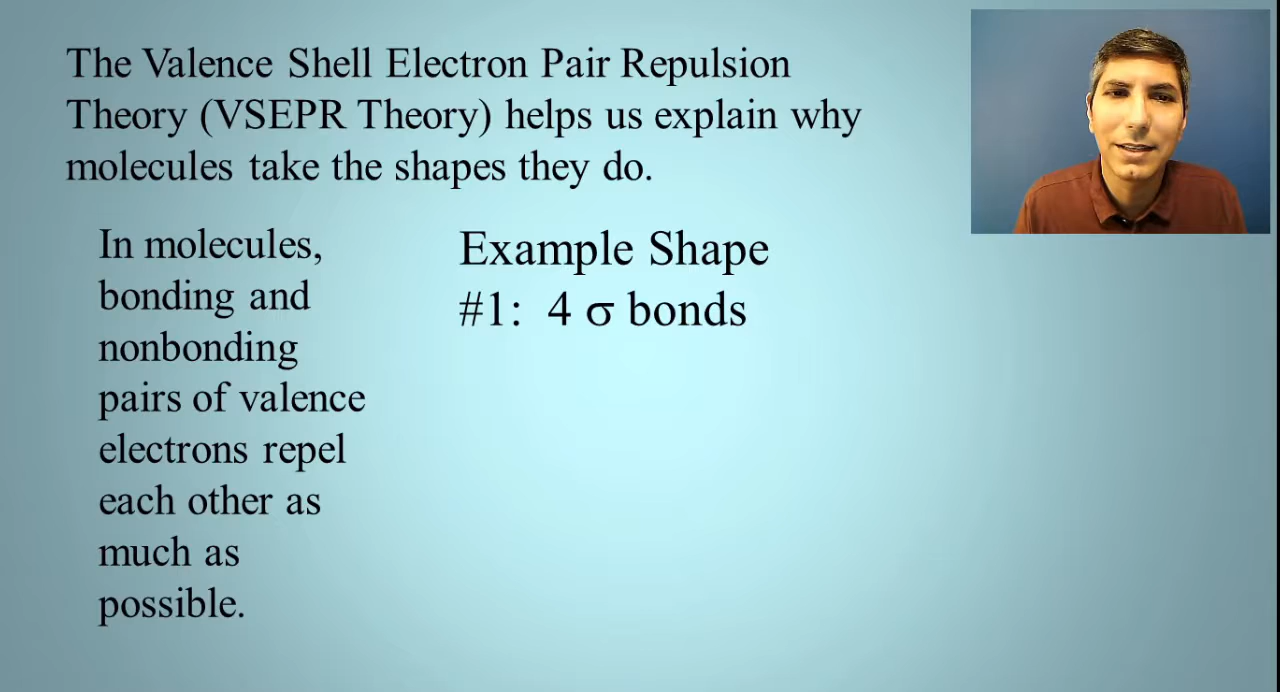 The Valence Shell Electron Pair Repulsion
Theory (VSEPR Theory) helps us explain why
molecules take the shapes they do.
In molecules,
bonding and
nonbonding
pairs of valence
electrons repel
each other as
much as
possible.
Example Shape
#1: 4 σ bonds